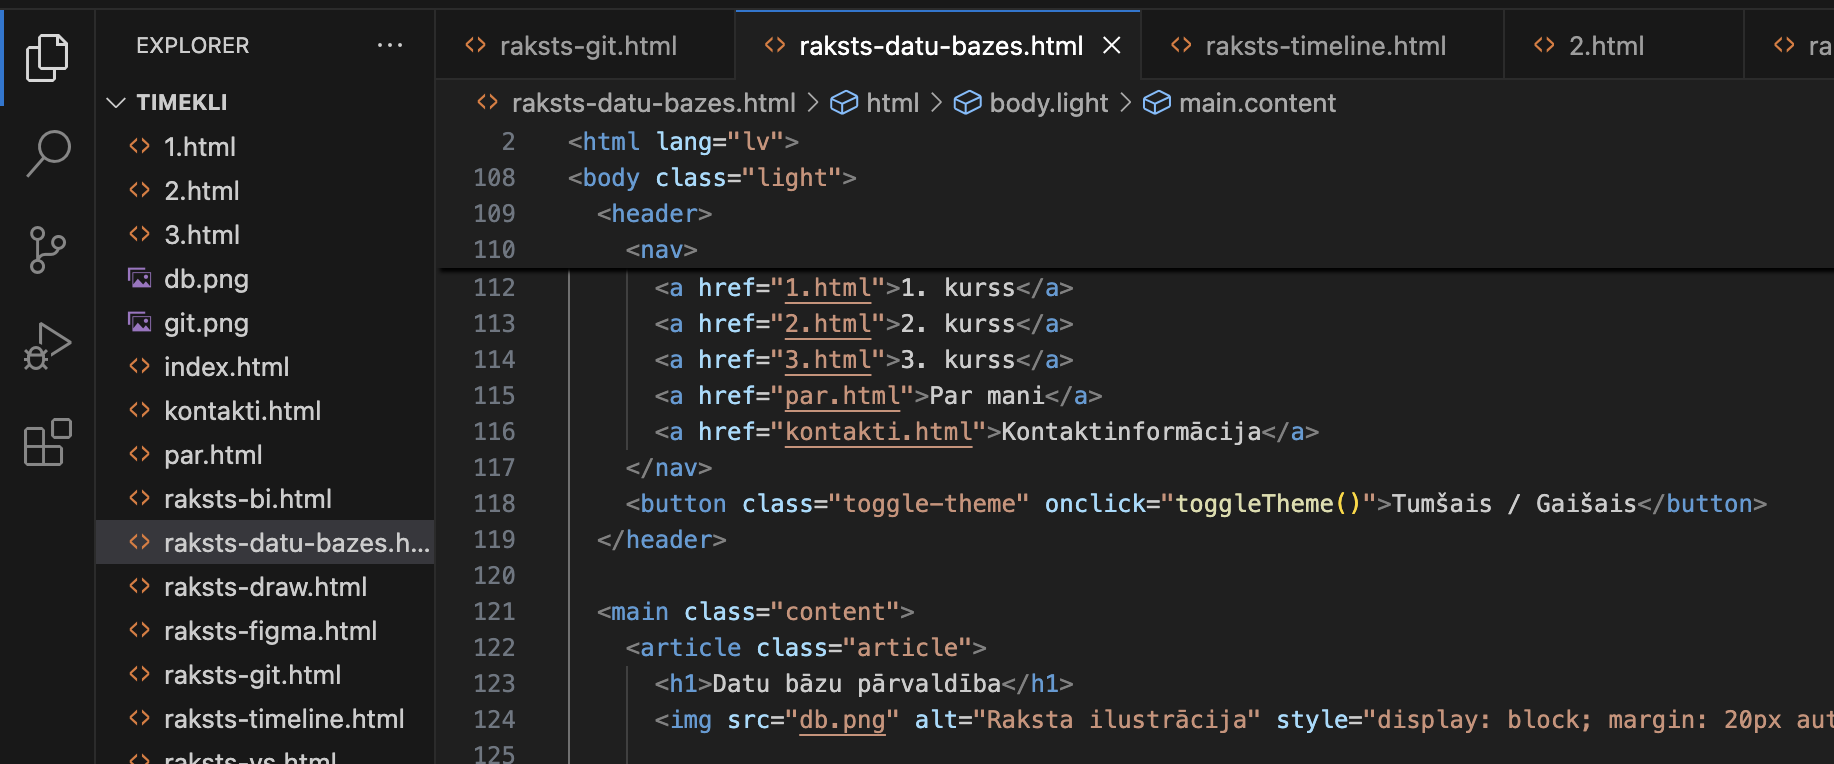 EXPLORER ...
TIMEKLI
1.html
2.html
3.html
db.png
git.png
index.html
kontakti.html
par.html
raksts-bi.html
raksts-datu-bazes.h...
raksts-draw.html
raksts-figma.html
raksts-git.html
raksts-timeline.html
raksts-vs.html
raksts-git.html raksts-datu-bazes.html raksts-timeline.html 2.html ra
raksts-datu-bazes.html > html > body.light > main.content
2 <html lang="lv">
108 <body class="light">
109 <header>
110 <nav>
112 <a href="1.html">1. kurss</a>
113 <a href="2.html">2. kurss</a>
114 <a href="3.html">3. kurss</a>
115 <a href="par.html">Par mani</a>
116 <a href="kontakti.html">Kontaktinformācija</a>
117 </nav>
118 <button class="toggle-theme" onclick="toggleTheme()">Tumšais / Gaišais</button>
119 </header>
120
121 <main class="content">
122 <article class="article">
123 <h1>Datu bāzu pārvaldība</h1>
124 <img src="db.png" alt="Raksta ilustrācija" style="display: block; margin: 20px aut
125